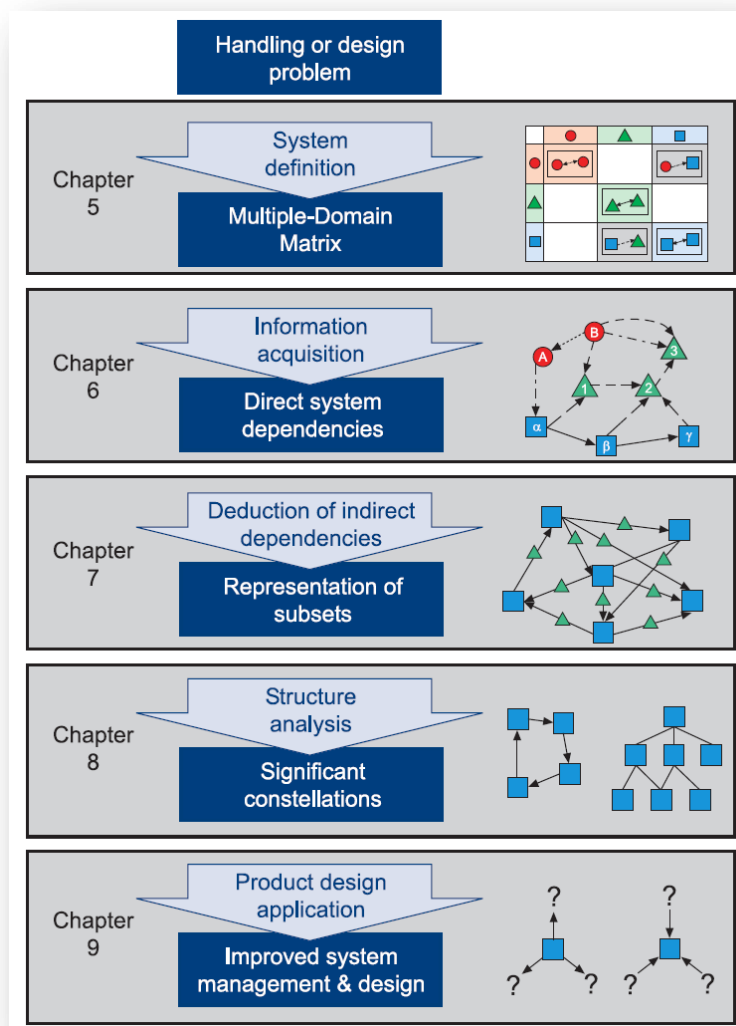 Handling or design
problem
Chapter
5
System
definition
Multiple-Domain
Matrix
Chapter
6
Information
acquisition
Direct system
dependencies
A
B
1
2
3
α
β
γ
Chapter
7
Deduction of indirect
dependencies
Representation of
subsets
Chapter
8
Structure
analysis
Significant
constellations
Chapter
9
Product design
application
Improved system
management & design
?
?
?
?
?
?